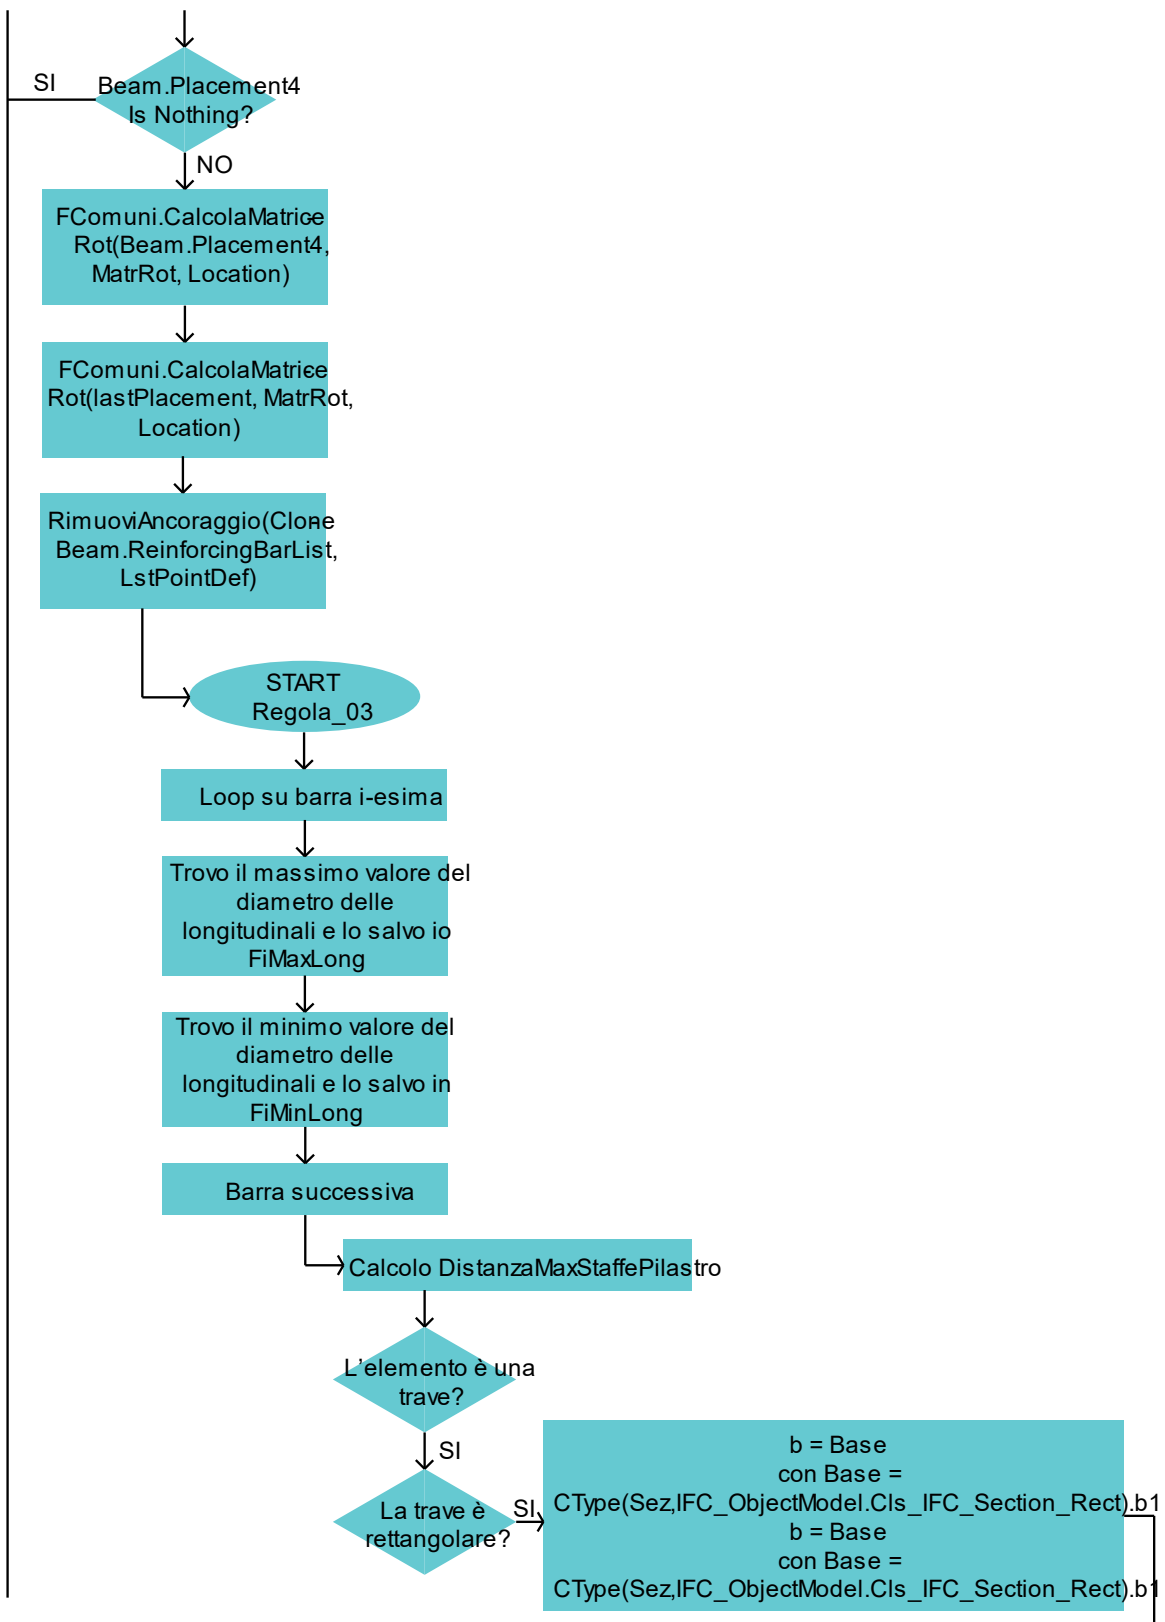 SI
Beam.Placement4
Is Nothing?
NO
FComuni.CalcolaMatrice-
Rot(Beam.Placement4,
MatrRot, Location)
FComuni.CalcolaMatrice-
Rot(lastPlacement, MatrRot,
Location)
RimuoviAncoraggio(Clone-
Beam.ReinforcingBarList,
LstPointDef)
START
Regola_03
Loop su barra i-esima
Trovo il massimo valore del
diametro delle
longitudinali e lo salvo io
FiMaxLong
Trovo il minimo valore del
diametro delle
longitudinali e lo salvo in
FiMinLong
Barra successiva
Calcolo DistanzaMaxStaffePilastro
L'elemento è una
trave?
SI
La trave è
rettangolare?
SI
b = Base
con Base =
CType(Sez,IFC_ObjectModel.Cls_IFC_Section_Rect).b1
b = Base
con Base =
CType(Sez,IFC_ObjectModel.Cls_IFC_Section_Rect).b1